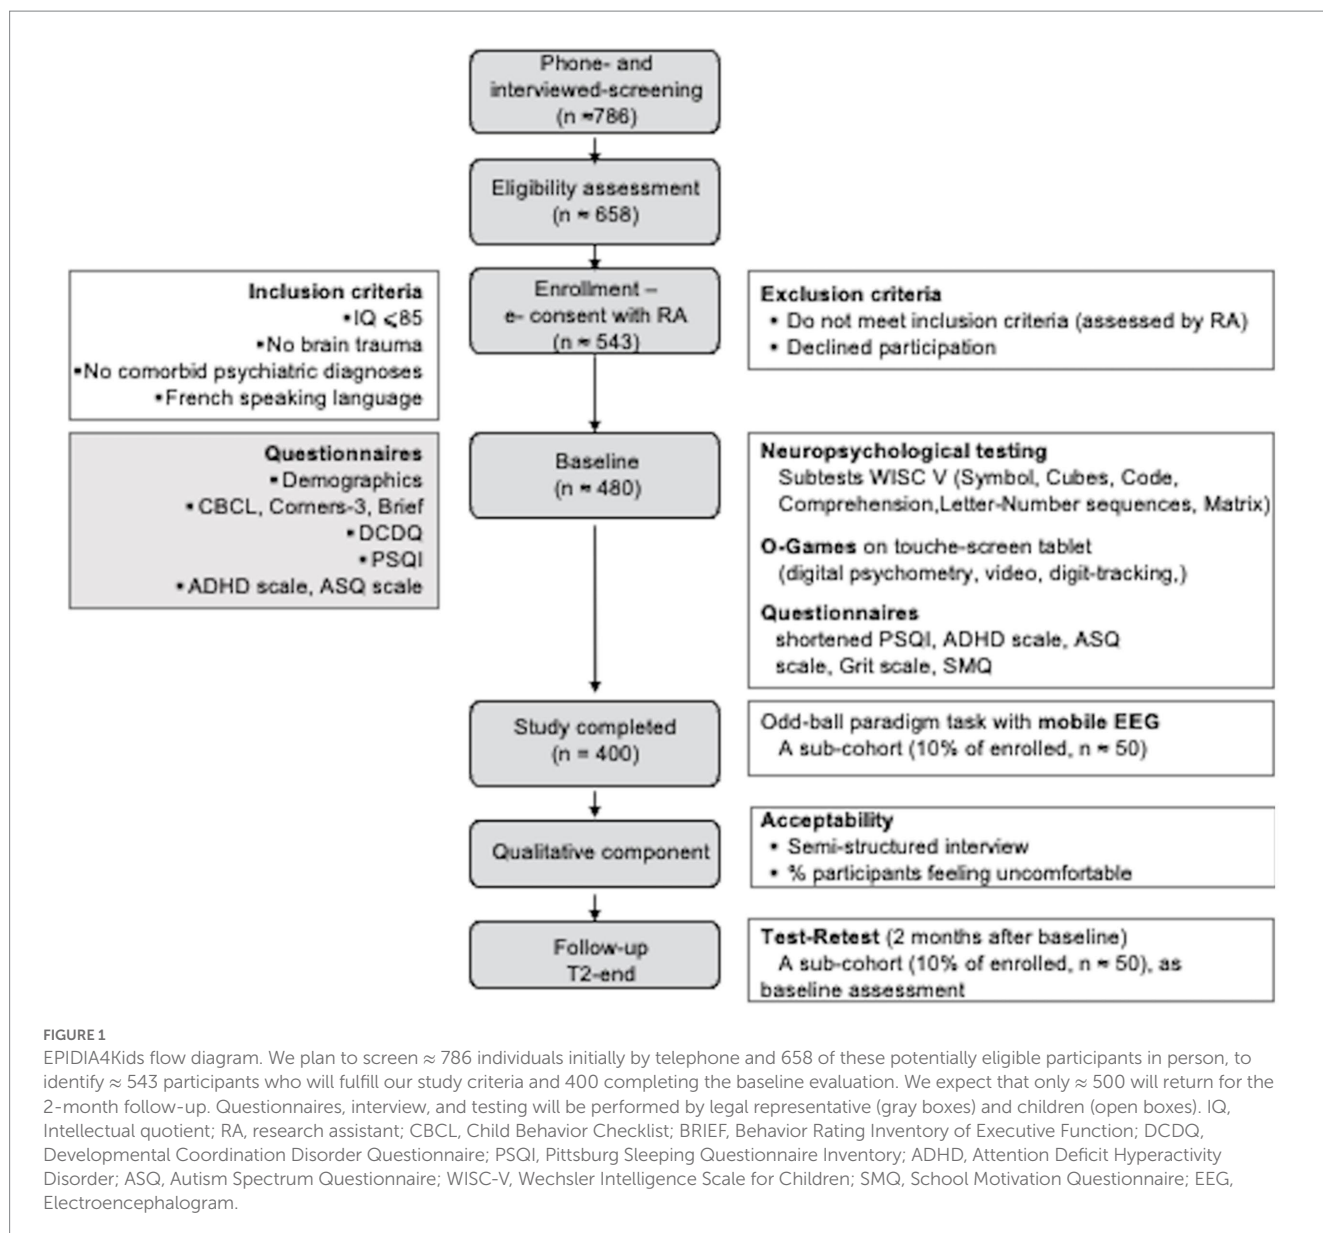 Phone- and
interviewed-screening
(n ≈786)
Eligibility assessment
(n ≈ 658)
Enrollment –
e- consent with RA
(n ≈ 543)
Inclusion criteria
▪IQ ⩽85
▪No brain trauma
▪No comorbid psychiatric diagnoses
▪French speaking language
Exclusion criteria
• Do not meet inclusion criteria (assessed by RA)
• Declined participation
Questionnaires
▪Demographics
▪CBCL, Corners-3, Brief
▪DCDQ
▪PSQI
▪ADHD scale, ASQ scale
Baseline
(n ≈ 480)
Neuropsychological testing
Subtests WISC V (Symbol, Cubes, Code,
Comprehension,Letter-Number sequences, Matrix)
O-Games on touche-screen tablet
(digital psychometry, video, digit-tracking,)
Questionnaires
shortened PSQI, ADHD scale, ASQ
scale, Grit scale, SMQ
Study completed
(n = 400)
Odd-ball paradigm task with mobile EEG
A sub-cohort (10% of enrolled, n ≈ 50)
Qualitative component
Acceptability
• Semi-structured interview
• % participants feeling uncomfortable
Follow-up
T2-end
Test-Retest (2 months after baseline)
A sub-cohort (10% of enrolled, n ≈ 50), as
baseline assessment
FIGURE 1
EPIDIA4Kids flow diagram. We plan to screen ≈ 786 individuals initially by telephone and 658 of these potentially eligible participants in person, to
identify ≈ 543 participants who will fulfill our study criteria and 400 completing the baseline evaluation. We expect that only ≈ 500 will return for the
2-month follow-up. Questionnaires, interview, and testing will be performed by legal representative (gray boxes) and children (open boxes). IQ,
Intellectual quotient; RA, research assistant; CBCL, Child Behavior Checklist; BRIEF, Behavior Rating Inventory of Executive Function; DCDQ,
Developmental Coordination Disorder Questionnaire; PSQI, Pittsburg Sleeping Questionnaire Inventory; ADHD, Attention Deficit Hyperactivity
Disorder; ASQ, Autism Spectrum Questionnaire; WISC-V, Wechsler Intelligence Scale for Children; SMQ, School Motivation Questionnaire; EEG,
Electroencephalogram.